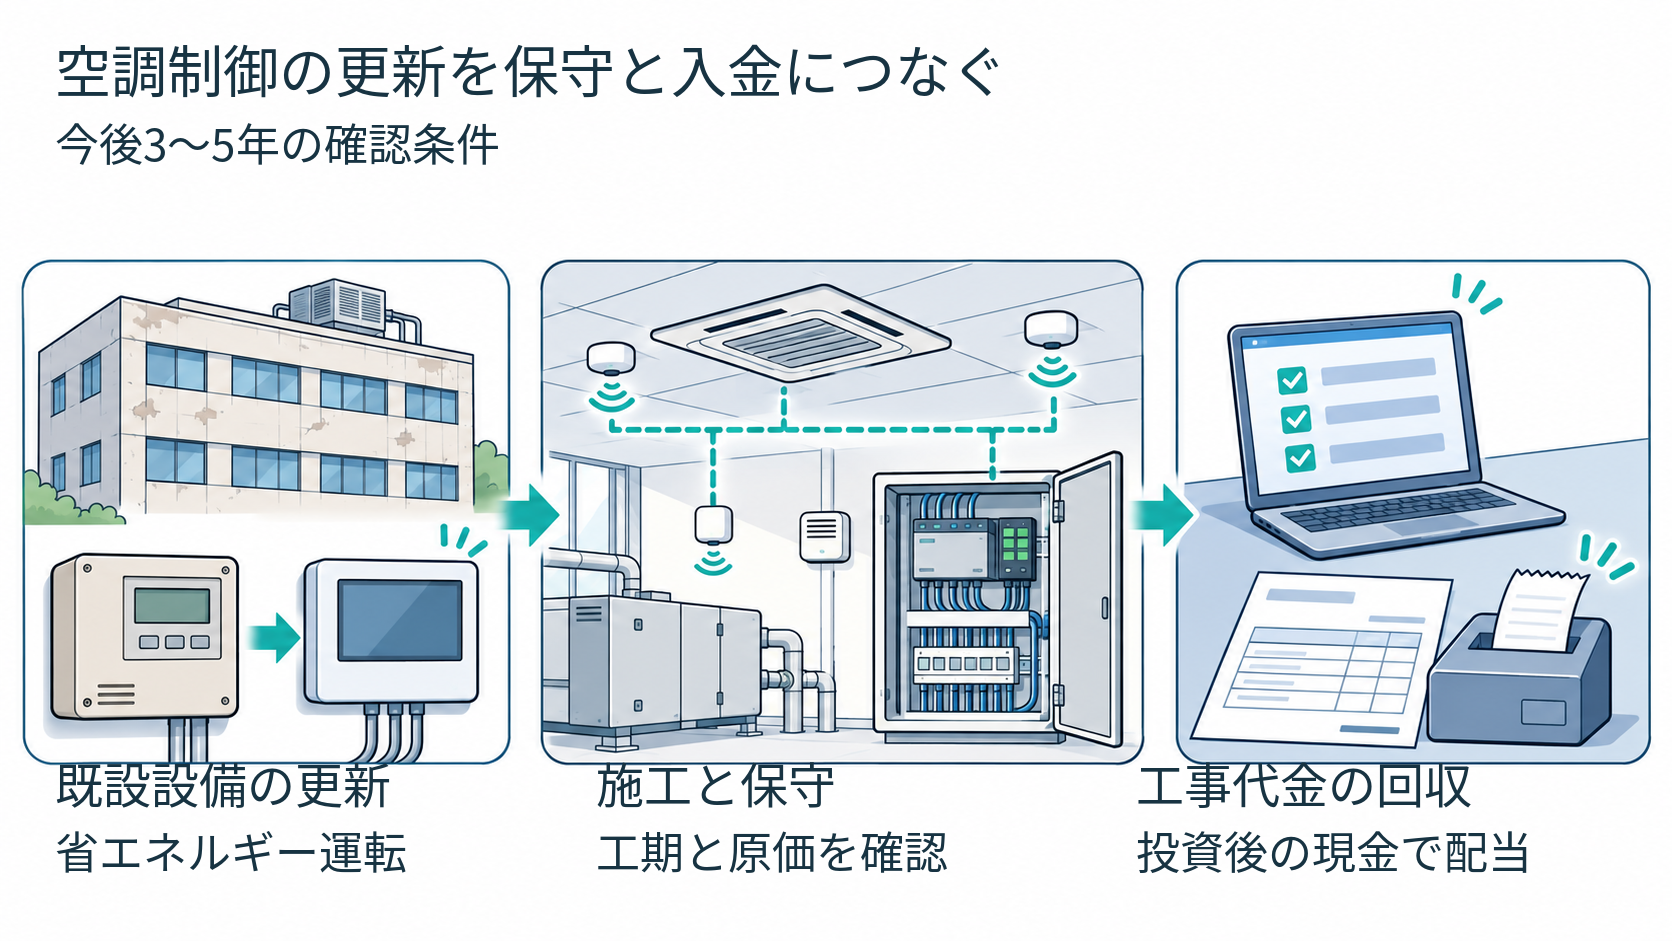 空調制御の更新を保守と入金につなぐ
今後3〜5年の確認条件
既設設備の更新
省エネルギー運転
施工と保守
工期と原価を確認
工事代金の回収
投資後の現金で配当